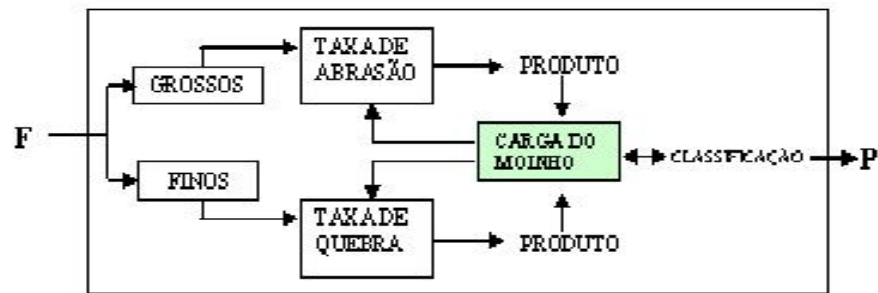 F
GROSSOS
FINOS
TAXA DE
ABRASÃO
PRODUTO
CARGA DO
MOINHO
CLASSIFICAÇÃO
P
TAXA DE
QUEBRA
PRODUTO